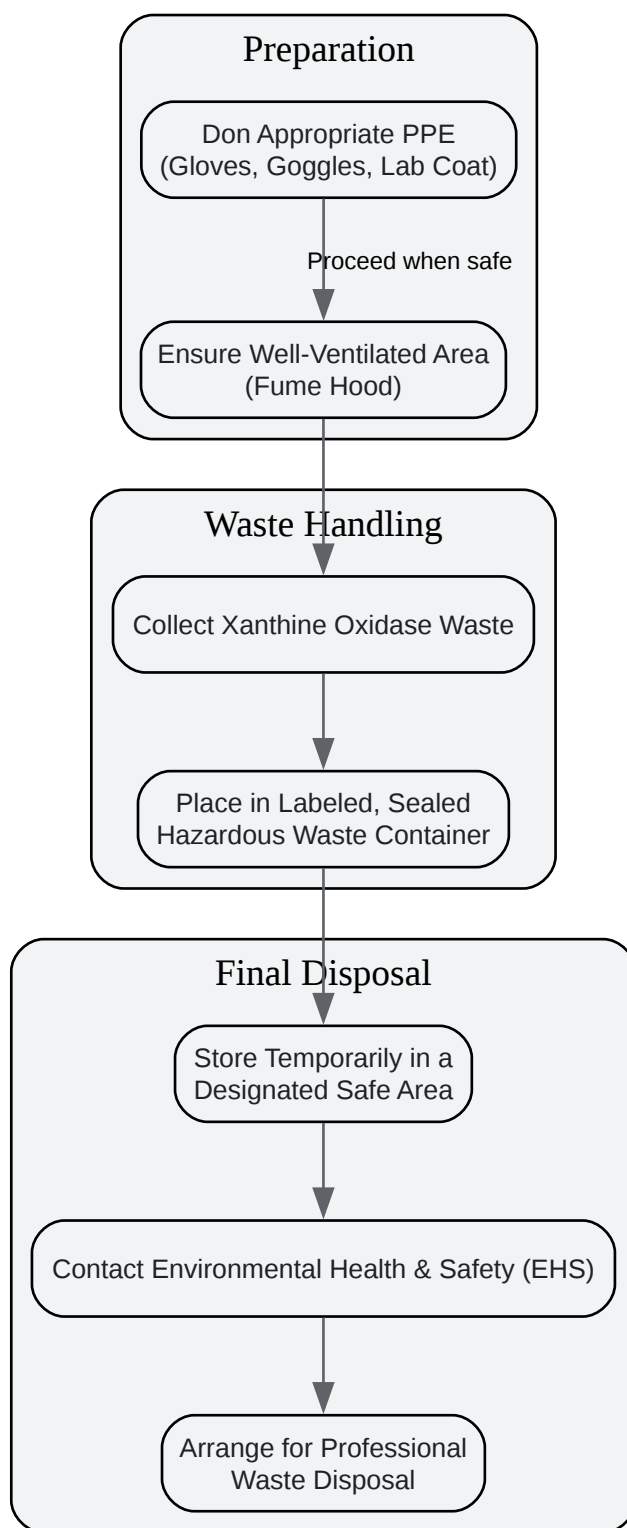 Preparation
Don Appropriate PPE
(Gloves, Goggles, Lab Coat)
Proceed when safe
Ensure Well-Ventilated Area
(Fume Hood)
Waste Handling
Collect Xanthine Oxidase Waste
Place in Labeled, Sealed
Hazardous Waste Container
Final Disposal
Store Temporarily in a
Designated Safe Area
Contact Environmental Health & Safety (EHS)
Arrange for Professional
Waste Disposal